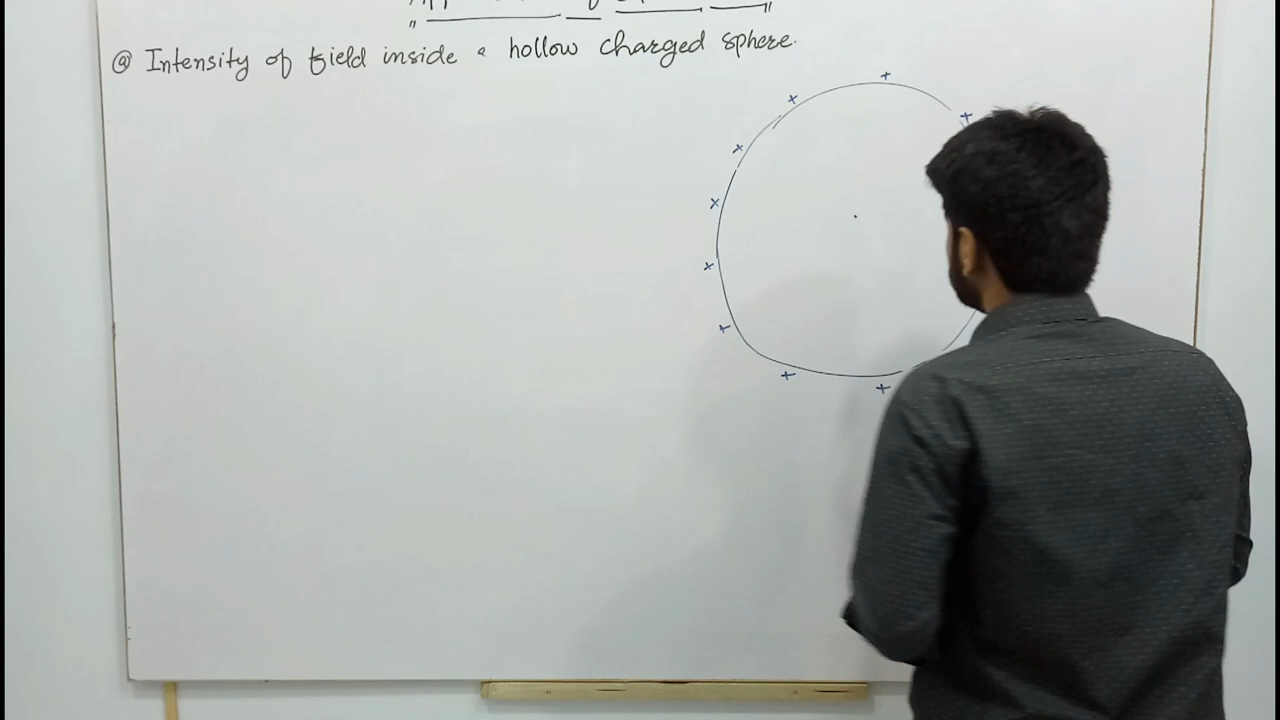 @ Intensity of field inside a hollow charged sphere.
+ + + + + + + + + +